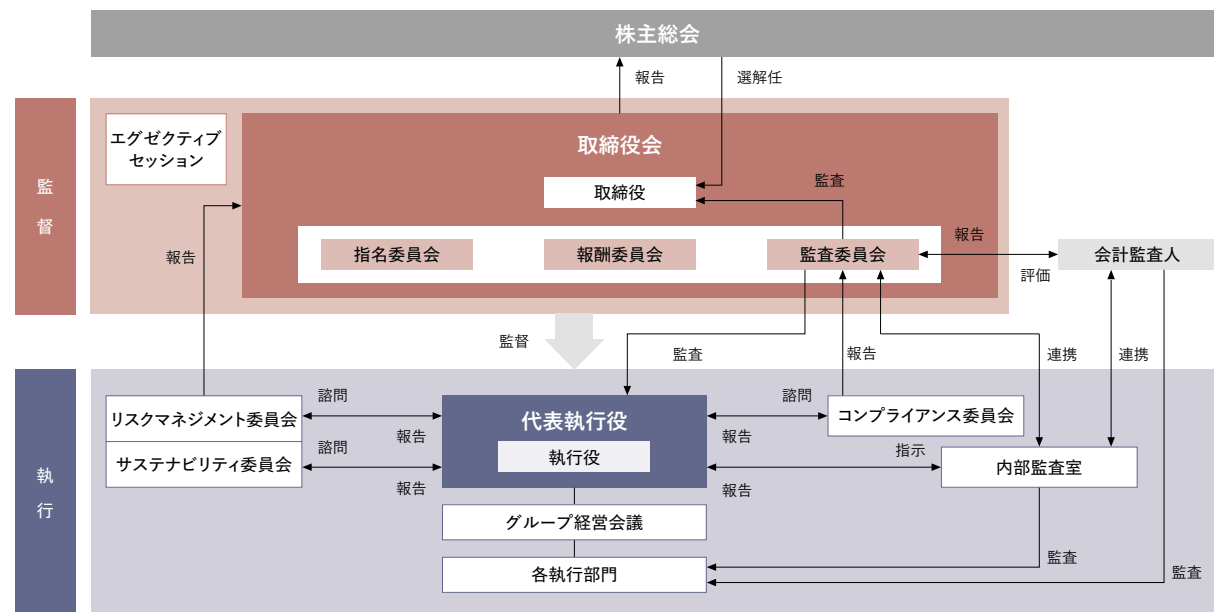 株主総会
報告
選解任
監督
エグゼクティブ
セッション
取締役会
取締役
監査
報告
指名委員会
報酬委員会
監査委員会
報告
評価
会計監査人
監督
監査
報告
連携
連携
執行
リスクマネジメント委員会
諮問
報告
代表執行役
執行役
諮問
報告
コンプライアンス委員会
サステナビリティ委員会
諮問
報告
指示
報告
内部監査室
グループ経営会議
各執行部門
監査
監査